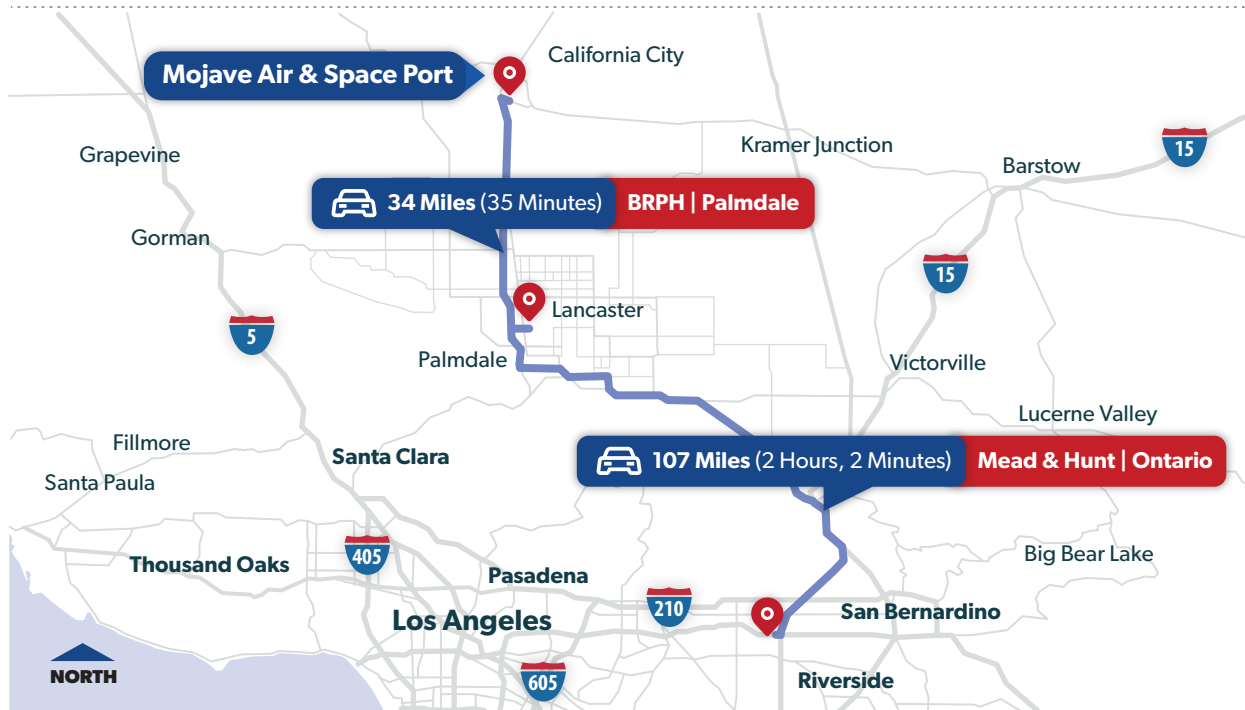 California City
Mojave Air & Space Port
Kramer Junction
15
Grapevine
Barstow
34 Miles (35 Minutes) BRPH | Palmdale
Gorman
15
Lancaster
5
Palmdale
Victorville
Lucerne Valley
Fillmore
Santa Clara
107 Miles (2 Hours, 2 Minutes) Mead & Hunt | Ontario
Santa Paula
405
Big Bear Lake
Thousand Oaks
Pasadena
210
San Bernardino
Los Angeles
NORTH
605
Riverside